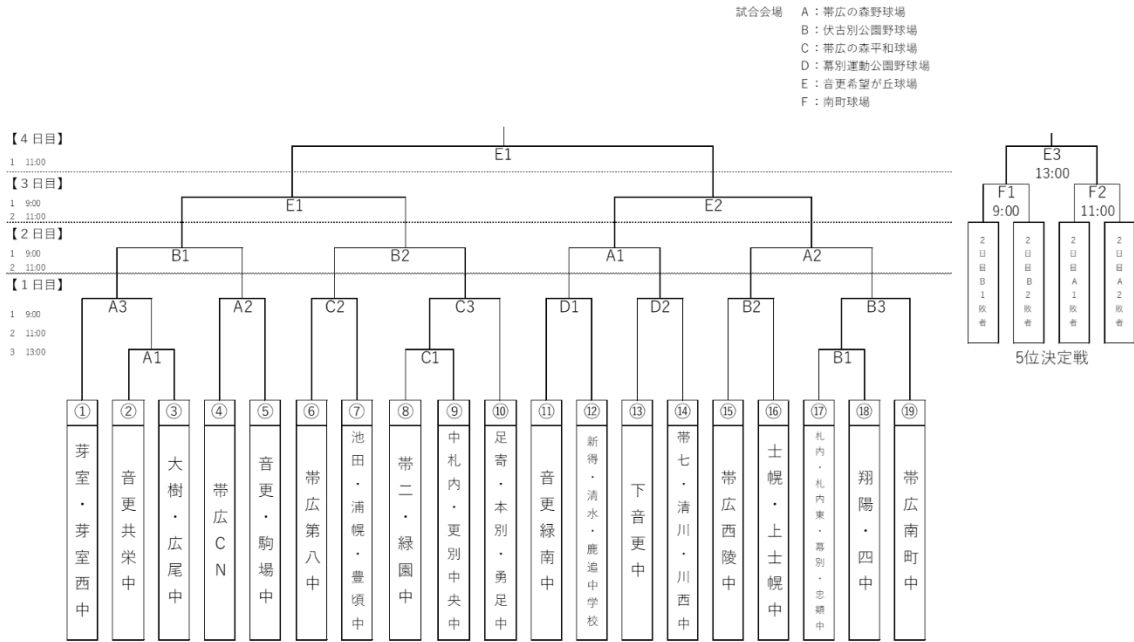 試合会場 A：帯広の森野球場
B：伏古別公園野球場
C：帯広の森平和球場
D：幕別運動公園野球場
E：音更希望が丘球場
F：南町球場
【4日目】
1 11:00
E1
【3日目】
1 9:00
2 11:00
E1 E2
【2日目】
1 9:00
2 11:00
B1 B2 A1 A2
【1日目】
1 9:00
2 11:00
3 13:00
A3 A2 C2 C3 D1 D2 B2 B3
A1 C1 B1
① 芽室・芽室西中
② 音更共栄中
③ 大樹・広尾中
④ 帯広CN
⑤ 音更・駒場中
⑥ 帯広第八中
⑦ 池田・浦幌・豊頃中
⑧ 帯二・緑園中
⑨ 中札内・更別中央中
⑩ 足寄・本別・勇足中
⑪ 音更緑南中
⑫ 新得・清水・鹿追中学校
⑬ 下音更中
⑭ 帯七・清川・川西中
⑮ 帯広西陵中
⑯ 士幌・上士幌中
⑰ 札内・札内東・幕別・忠類中
⑱ 翔陽・四中
⑲ 帯広南町中
E3
13:00
F1 F2
9:00 11:00
2日目B1敗者
2日目B2敗者
2日目A1敗者
2日目A2敗者
5位決定戦